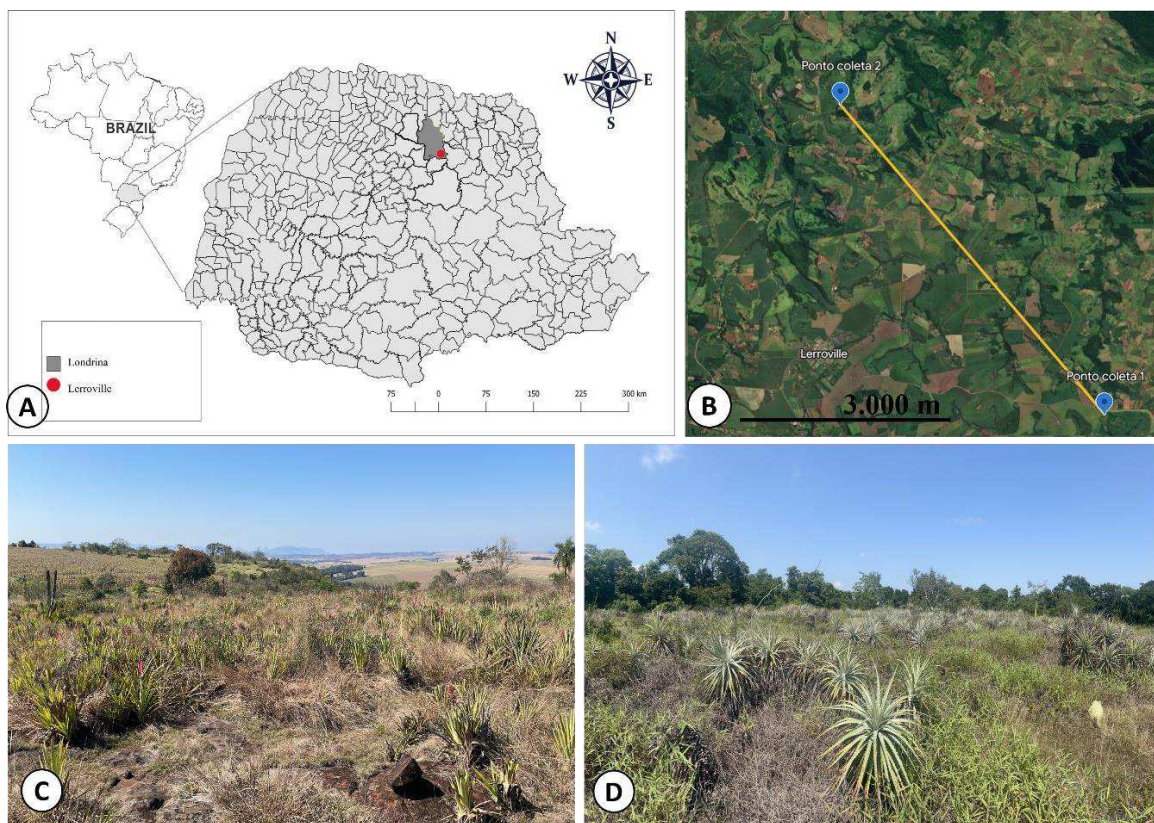 N
W E
S
BRAZIL
Londrina
Lerroville
75 0 75 150 225 300 km
A
Ponto coleta 2
Lerroville
Ponto coleta 1
3.000 m
B
C
D